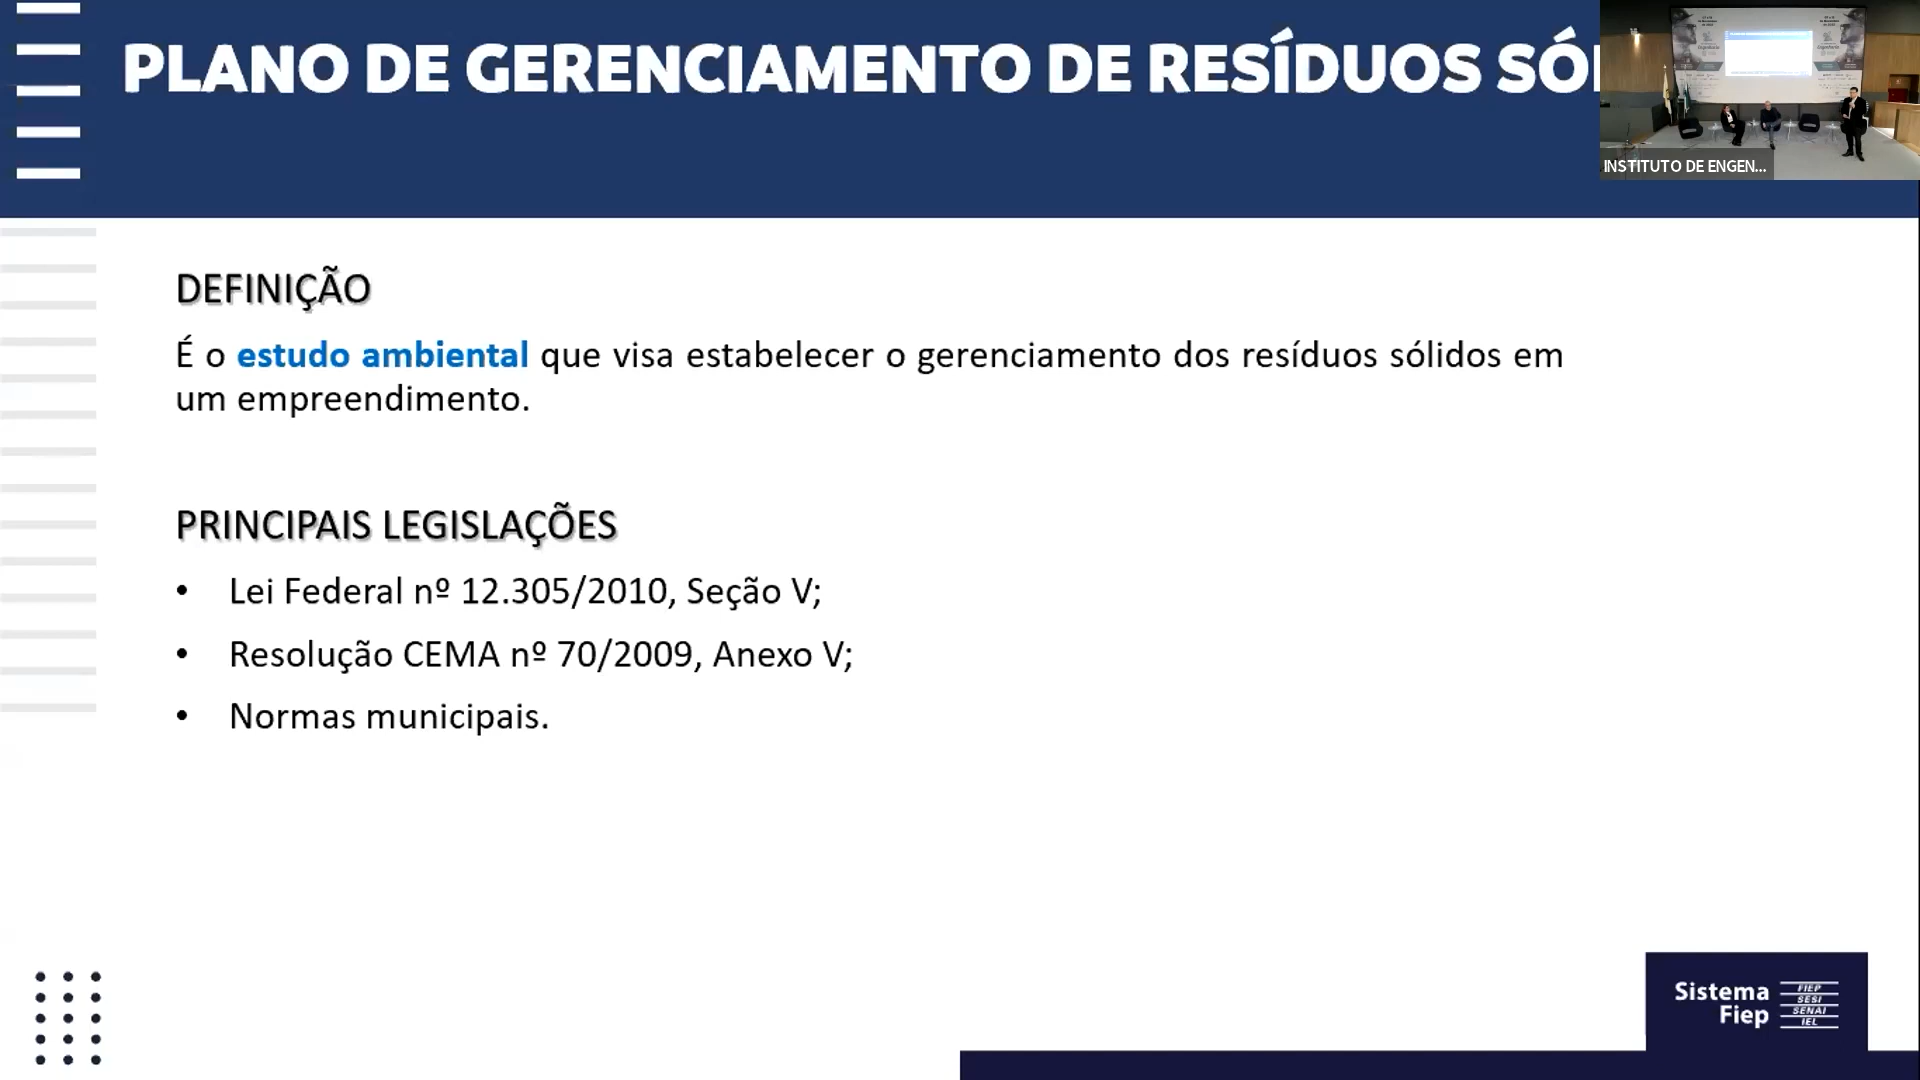 PLANO DE GERENCIAMENTO DE RESÍDUOS SÓ
INSTITUTO DE ENGEN...
DEFINIÇÃO
É o estudo ambiental que visa estabelecer o gerenciamento dos resíduos sólidos em
um empreendimento.
PRINCIPAIS LEGISLAÇÕES
• Lei Federal nº 12.305/2010, Seção V;
• Resolução CEMA nº 70/2009, Anexo V;
• Normas municipais.
Sistema
Fiep
FIEP
SESI
SENAI
IEL